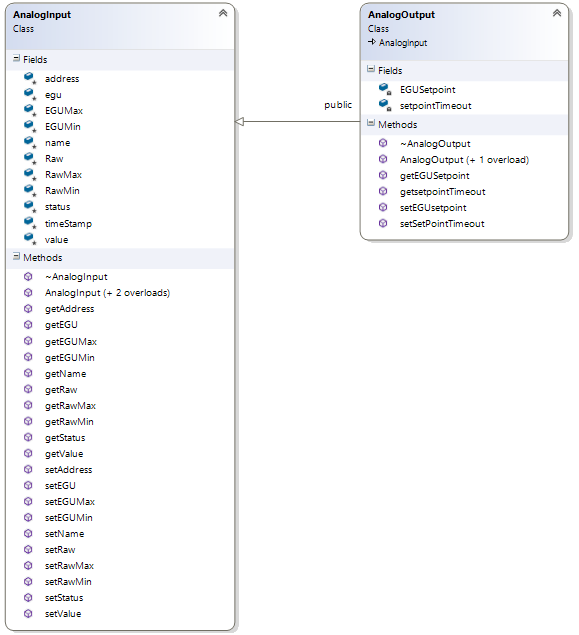 AnalogInput
Class
Fields
address
egu
EGUMax
EGUMin
name
Raw
RawMax
RawMin
status
timeStamp
value
Methods
~AnalogInput
AnalogInput (+ 2 overloads)
getAddress
getEGU
getEGUMax
getEGUMin
getName
getRaw
getRawMax
getRawMin
getStatus
getValue
setAddress
setEGU
setEGUMax
setEGUMin
setName
setRaw
setRawMax
setRawMin
setStatus
setValue
public
AnalogOutput
Class
AnalogInput
Fields
EGUSetpoint
setpointTimeout
Methods
~AnalogOutput
AnalogOutput (+ 1 overload)
getEGUSetpoint
getsetpointTimeout
setEGUsetpoint
setSetPointTimeout